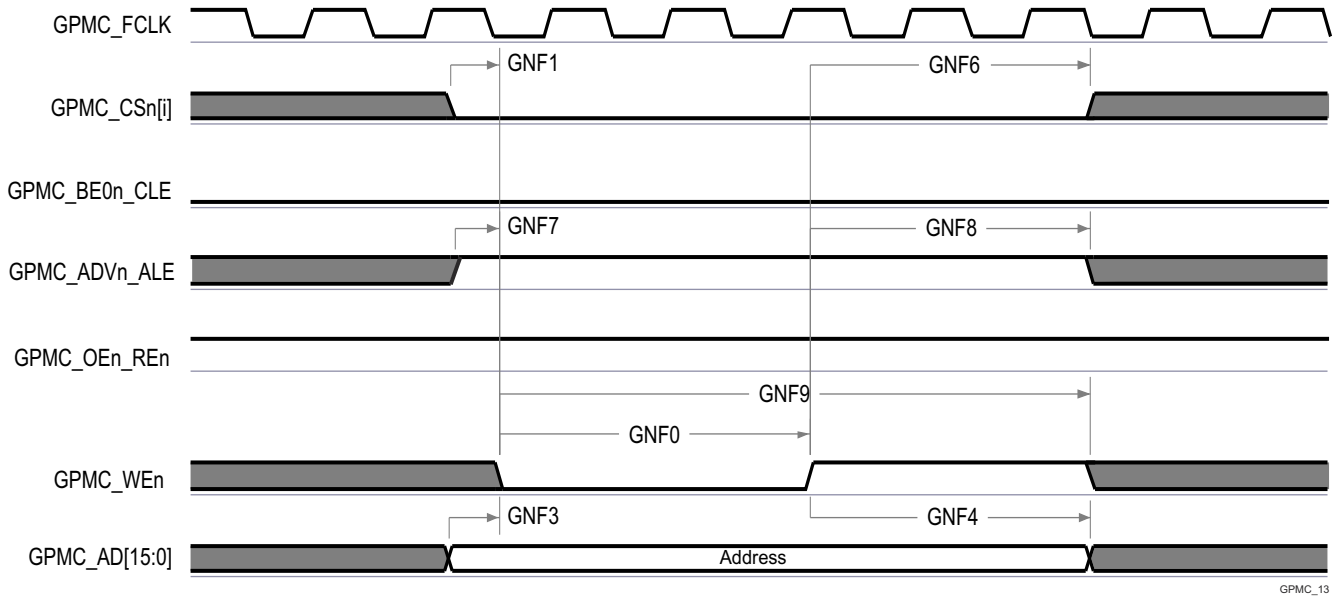 GPMC_FCLK
GNF1
GNF6
GPMC_CSn[i]
GPMC_BE0n_CLE
GNF7
GNF8
GPMC_ADVn_ALE
GPMC_OEn_REn
GNF9
GNF0
GPMC_WEn
GNF3
GNF4
GPMC_AD[15:0]
Address
GPMC_13